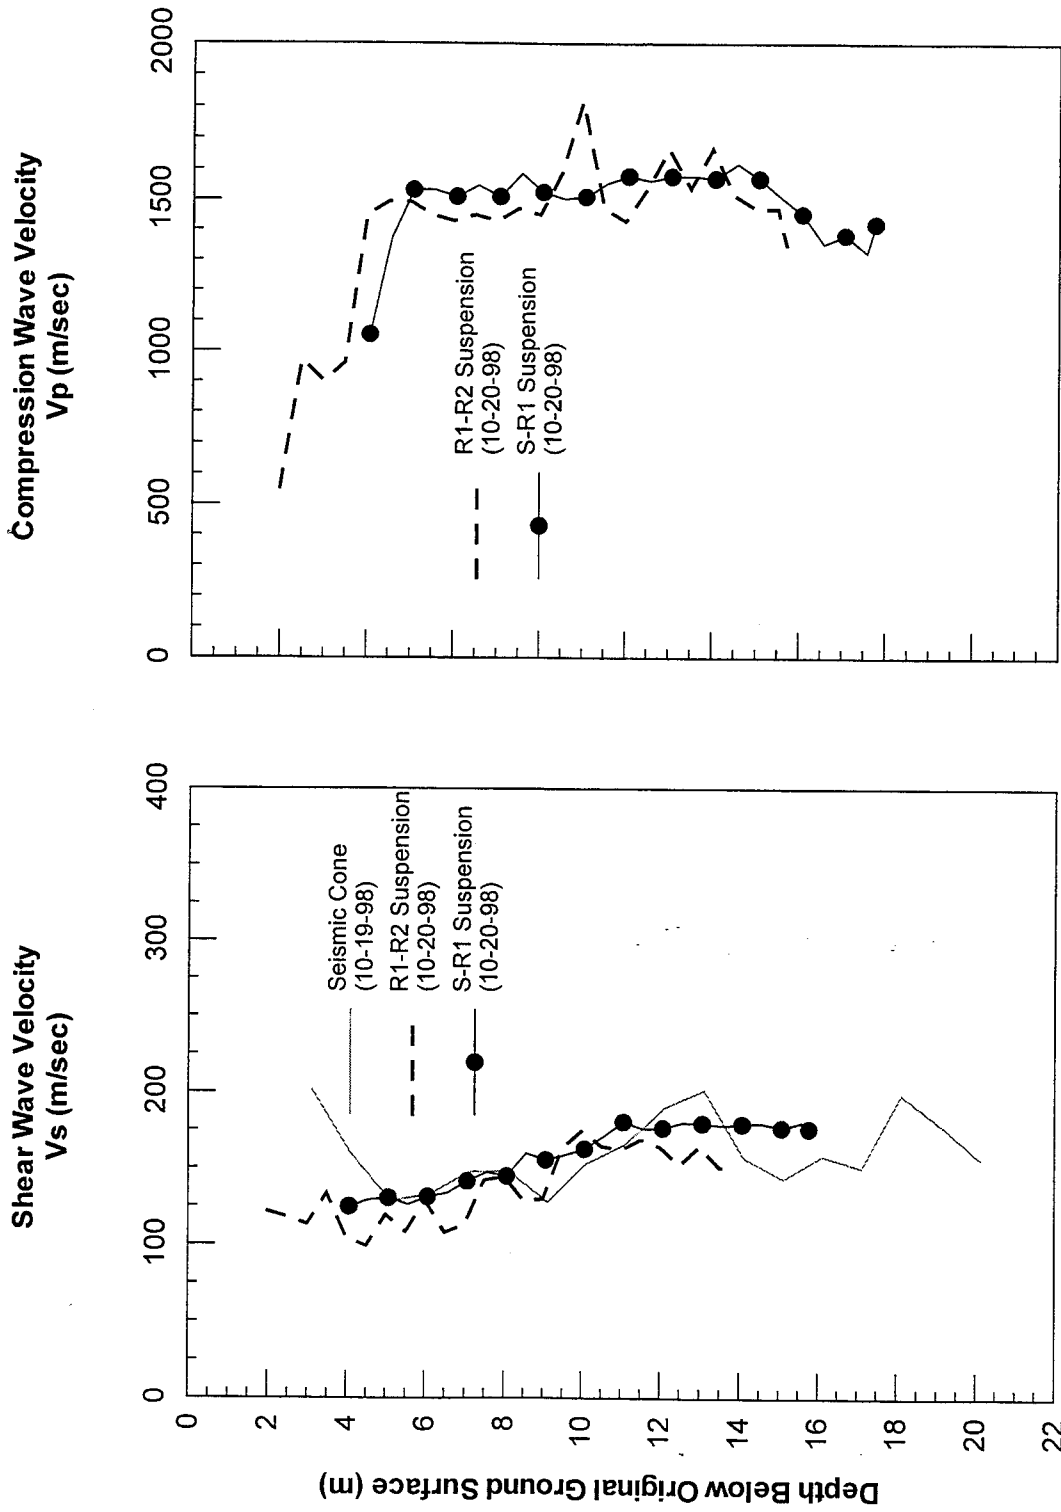 Shear Wave Velocity
Vs (m/sec)
0
100
200
300
400
Seismic Cone
(10-19-98)
R1-R2 Suspension
(10-20-98)
S-R1 Suspension
(10-20-98)
Depth Below Original Ground Surface (m)
0
2
4
6
8
10
12
14
16
18
20
22
Compression Wave Velocity
Vp (m/sec)
0
500
1000
1500
2000
R1-R2 Suspension
(10-20-98)
S-R1 Suspension
(10-20-98)